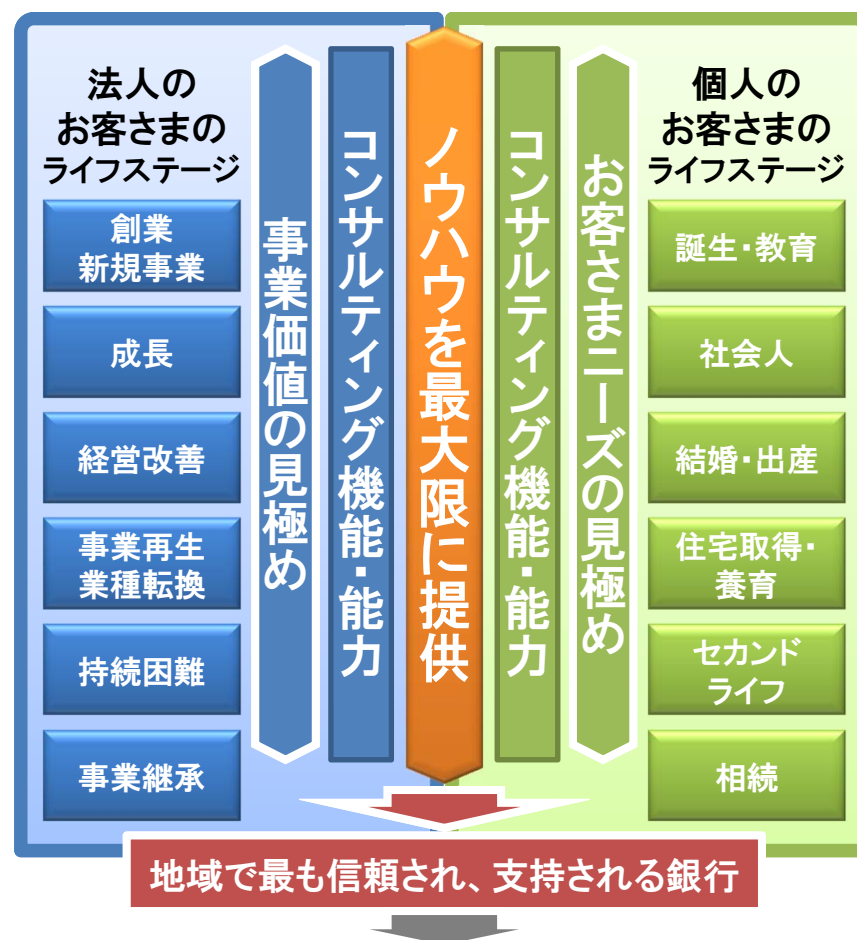 法人の
お客さまの
ライフステージ
創業
新規事業
成長
経営改善
事業再生
業種転換
持続困難
事業継承
事業価値の見極め
コンサルティング機能・能力
ノウハウを最大限に提供
コンサルティング機能・能力
お客さまニーズの見極め
個人の
お客さまの
ライフステージ
誕生・教育
社会人
結婚・出産
住宅取得・
養育
セカンド
ライフ
相続
地域で最も信頼され、支持される銀行